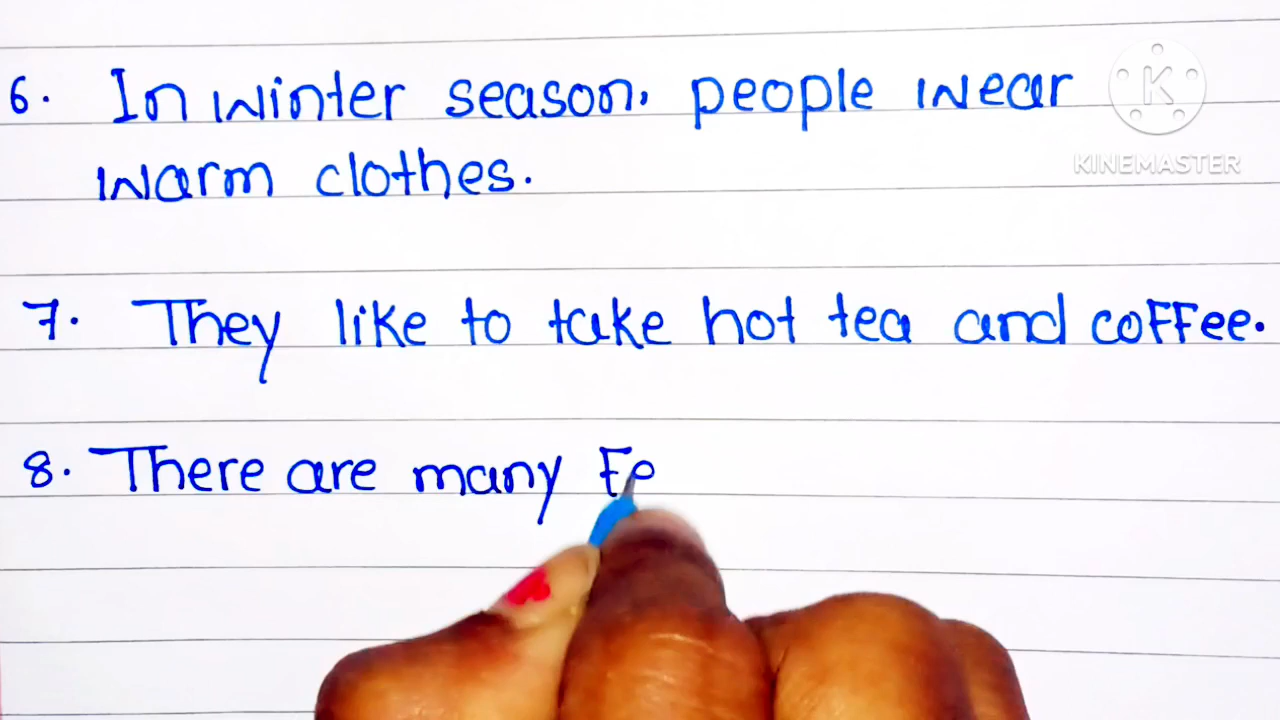 6. In winter season, people wear
warm clothes.
KINEMASTER
7. They like to take hot tea and coffee.
8. There are many Fe